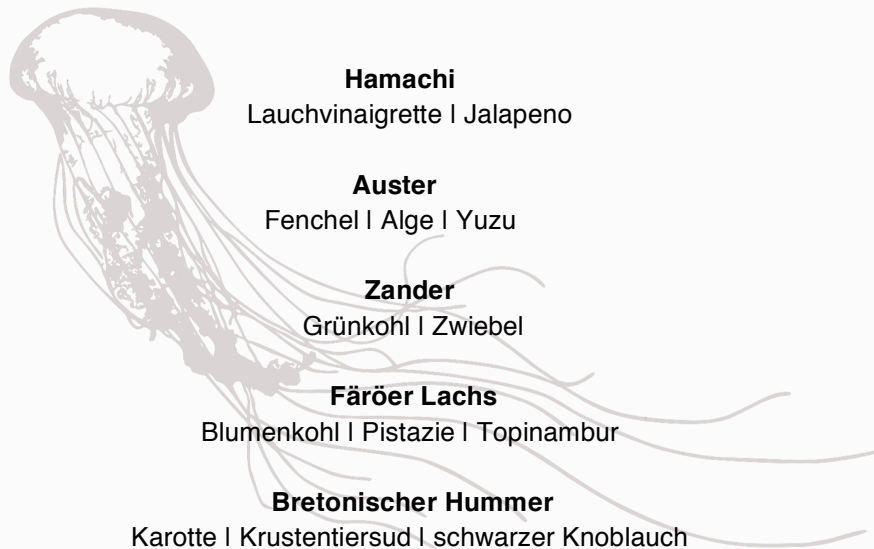 Hamachi
Lauchvinaigrette l Jalapeno
Auster
Fenchel l Alge l Yuzu
Zander
Grünkohl l Zwiebel
Färöer Lachs
Blumenkohl l Pistazie l Topinambur
Bretonischer Hummer
Karotte l Krustentiersud l schwarzer Knoblauch